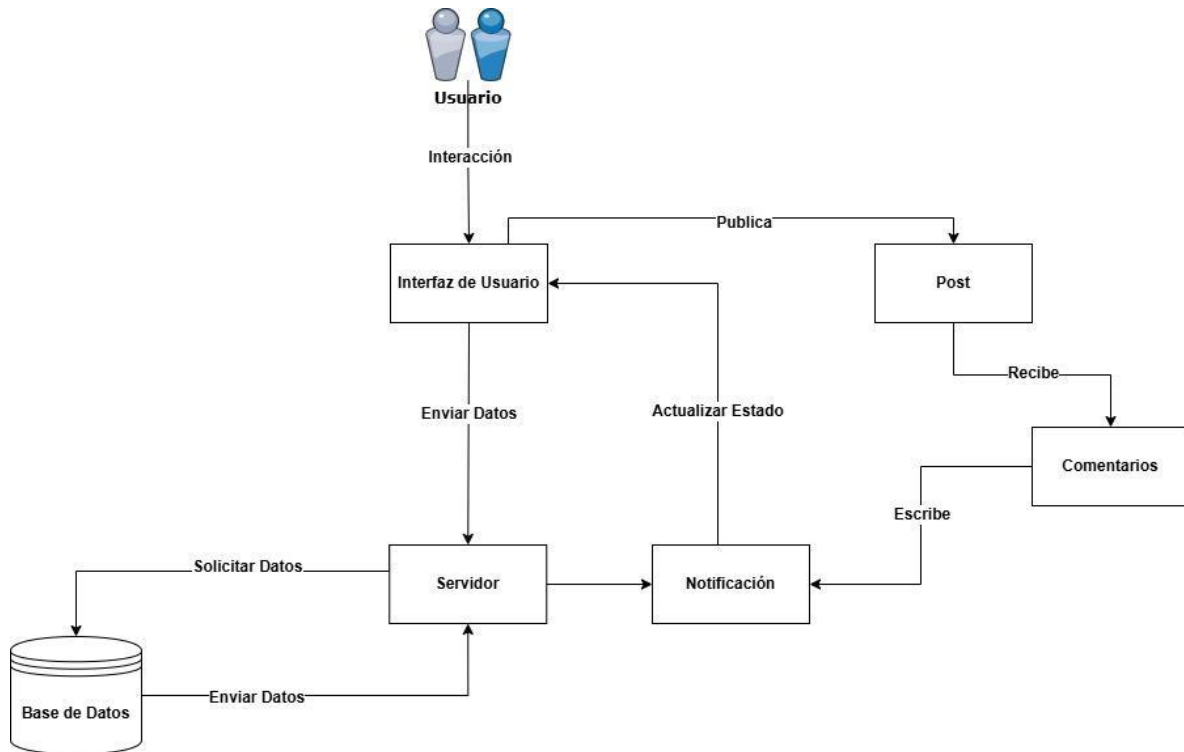 Usuario
Interacción
Publica
Interfaz de Usuario
Post
Recibe
Enviar Datos
Actualizar Estado
Comentarios
Escribe
Solicitar Datos
Servidor
Notificación
Enviar Datos
Base de Datos